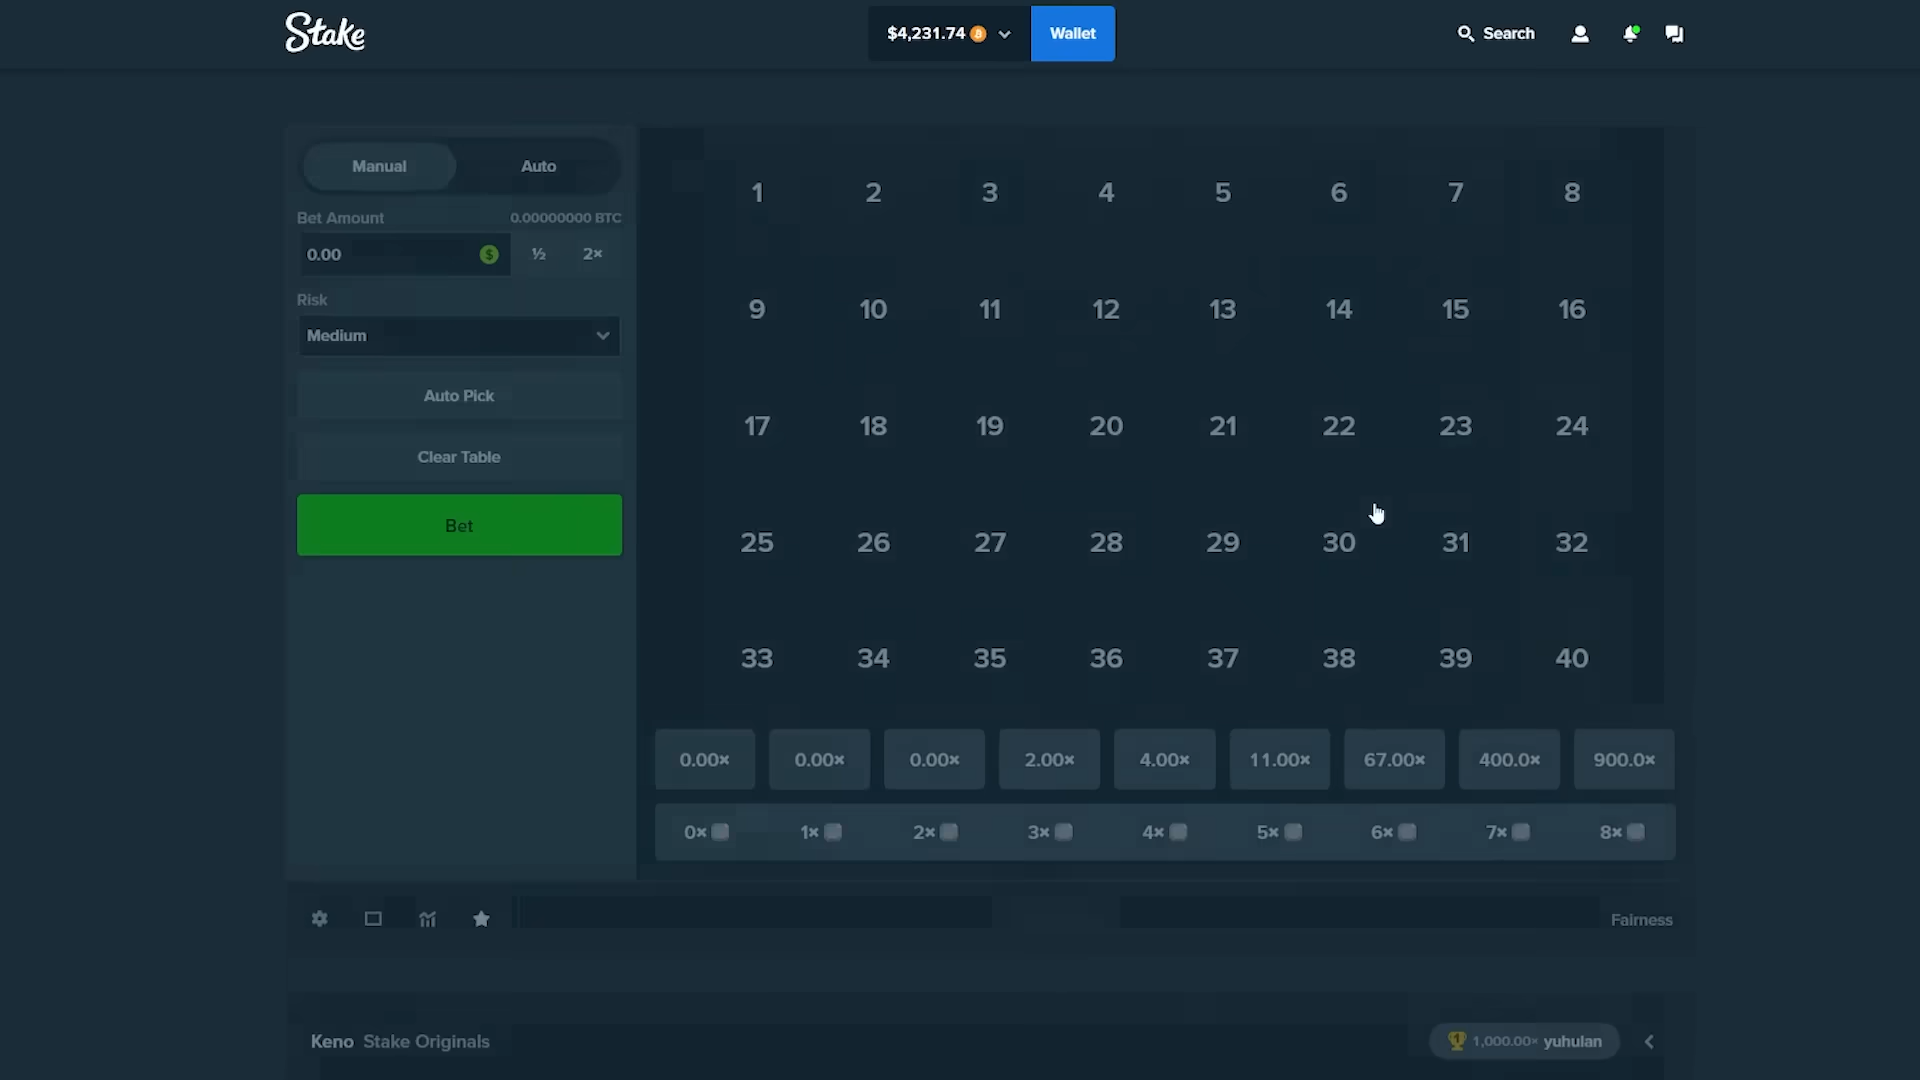 Stake
$4,231.74
Wallet
Search
Manual
Auto
Bet Amount
0.00000000 BTC
0.00
$
½
2×
Risk
Medium
Auto Pick
Clear Table
Bet
1 2 3 4 5 6 7 8
9 10 11 12 13 14 15 16
17 18 19 20 21 22 23 24
25 26 27 28 29 30 31 32
33 34 35 36 37 38 39 40
0.00× 0.00× 0.00× 2.00× 4.00× 11.00× 67.00× 400.0× 900.0×
0× 1× 2× 3× 4× 5× 6× 7× 8×
Fairness
Keno Stake Originals
1,000.00× yuhulan